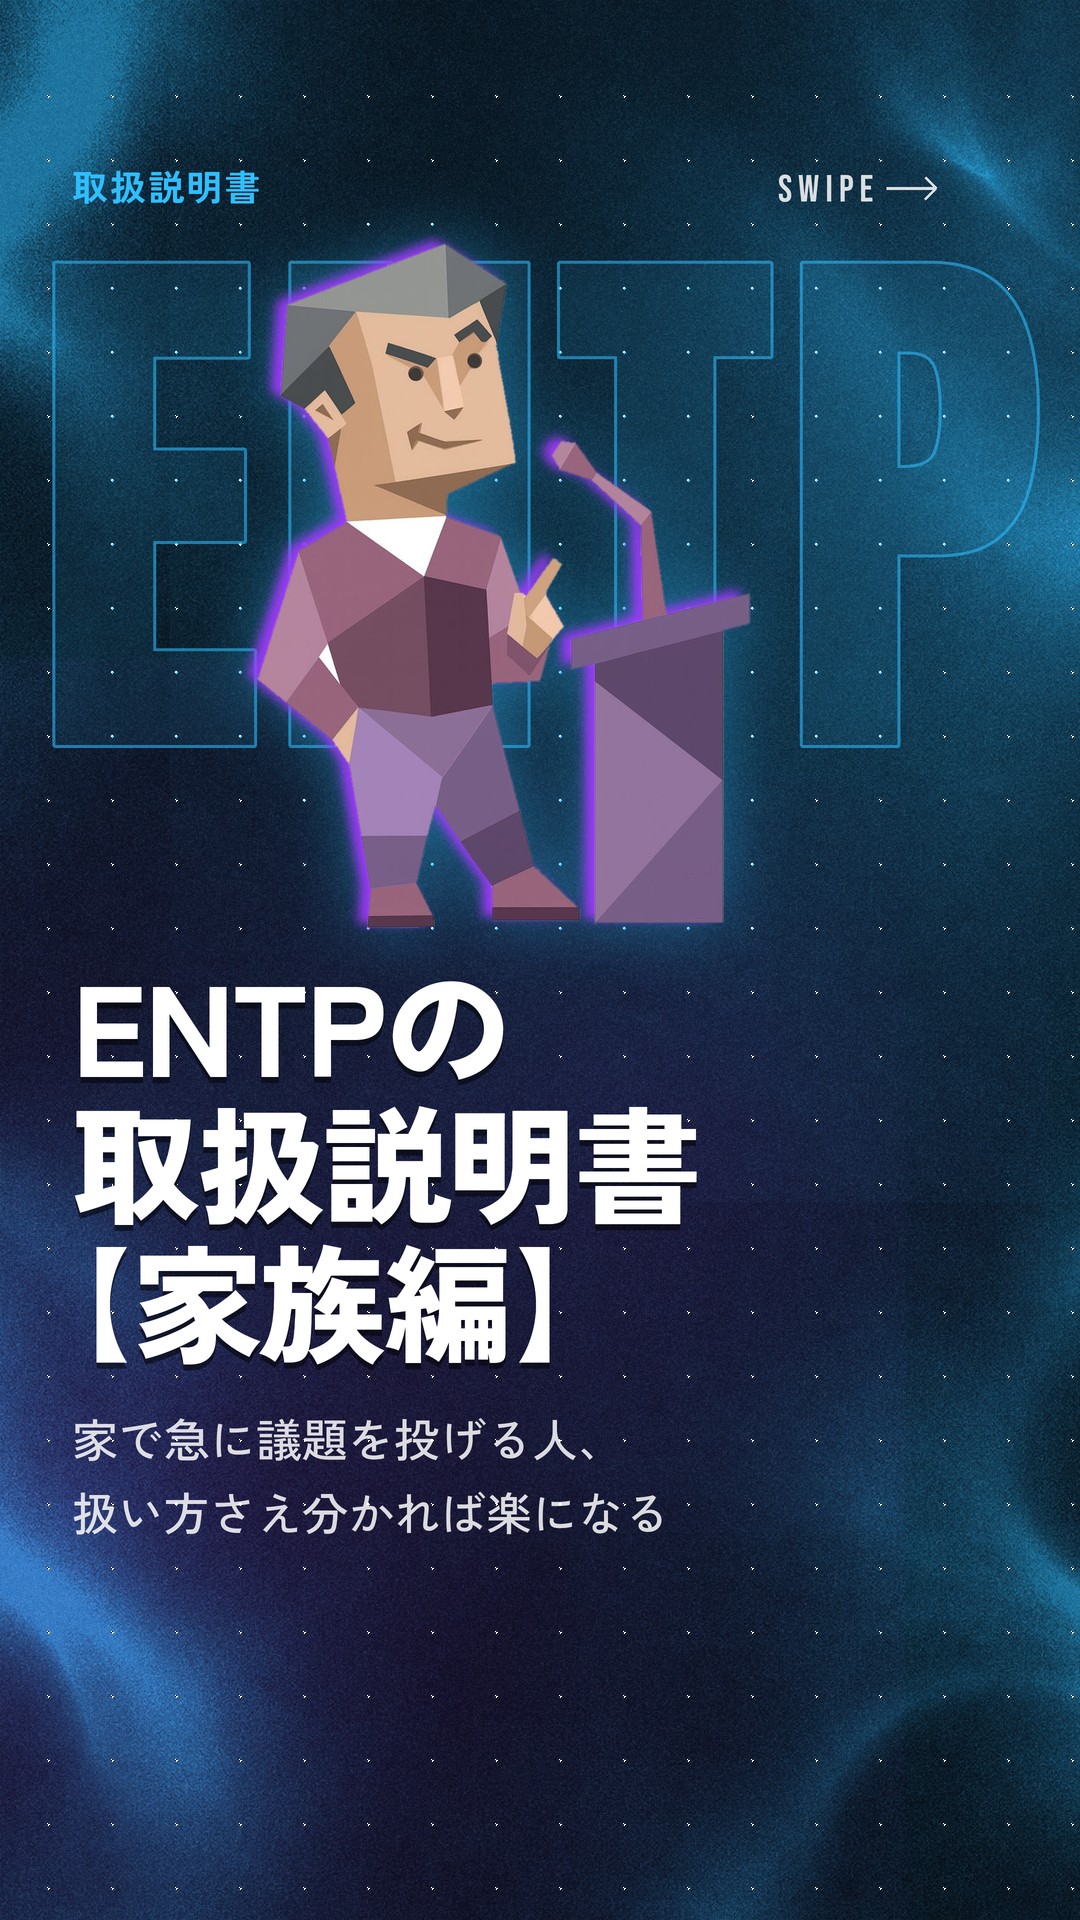 取扱説明書
SWIPE →
ENTP
ENTPの
取扱説明書
【家族編】
家で急に議題を投げる人、
扱い方さえ分かれば楽になる